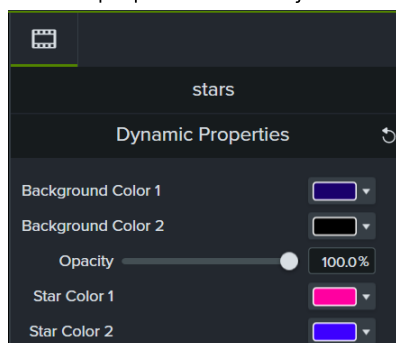 stars
Dynamic Properties
Background Color 1
Background Color 2
Opacity 100.0%
Star Color 1
Star Color 2